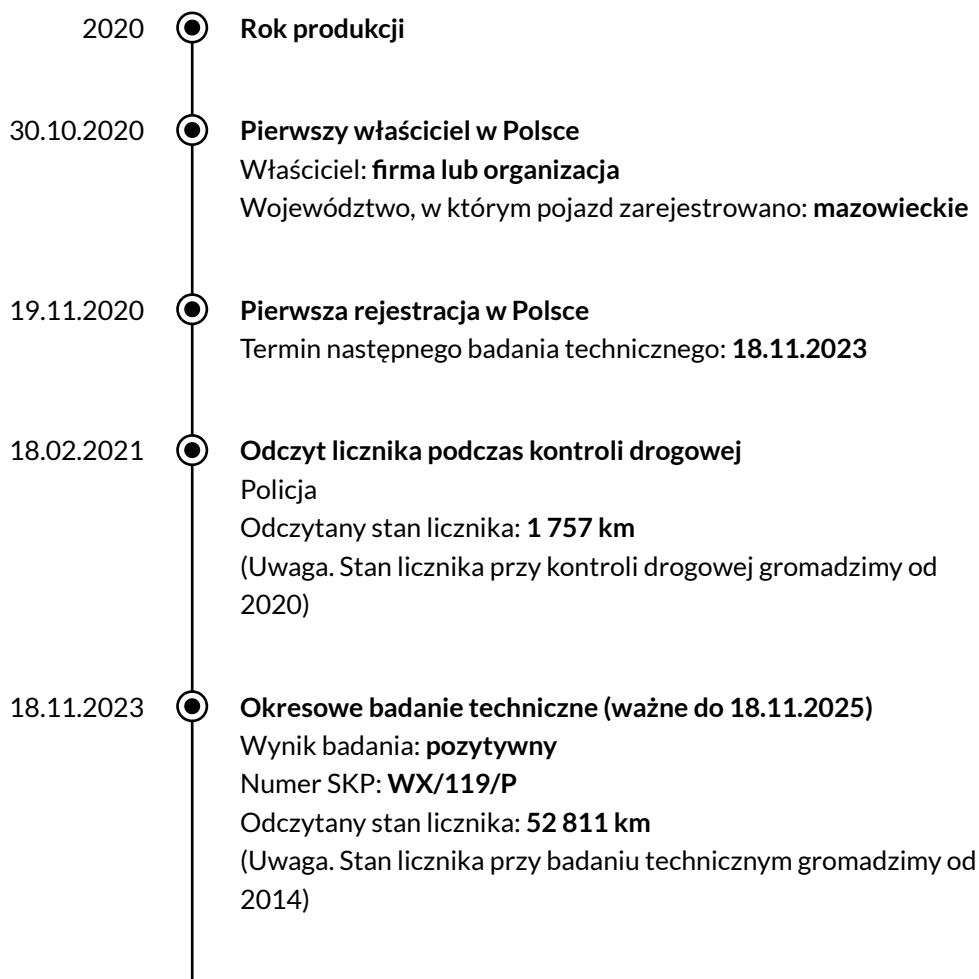 2020 Rok produkcji
30.10.2020 Pierwszy właściciel w Polsce
Właściciel: firma lub organizacja
Województwo, w którym pojazd zarejestrowano: mazowieckie
19.11.2020 Pierwsza rejestracja w Polsce
Termin następnego badania technicznego: 18.11.2023
18.02.2021 Odczyt licznika podczas kontroli drogowej
Policja
Odczytany stan licznika: 1 757 km
(Uwaga. Stan licznika przy kontroli drogowej gromadzimy od
2020)
18.11.2023 Okresowe badanie techniczne (ważne do 18.11.2025)
Wynik badania: pozytywny
Numer SKP: WX/119/P
Odczytany stan licznika: 52 811 km
(Uwaga. Stan licznika przy badaniu technicznym gromadzimy od
2014)